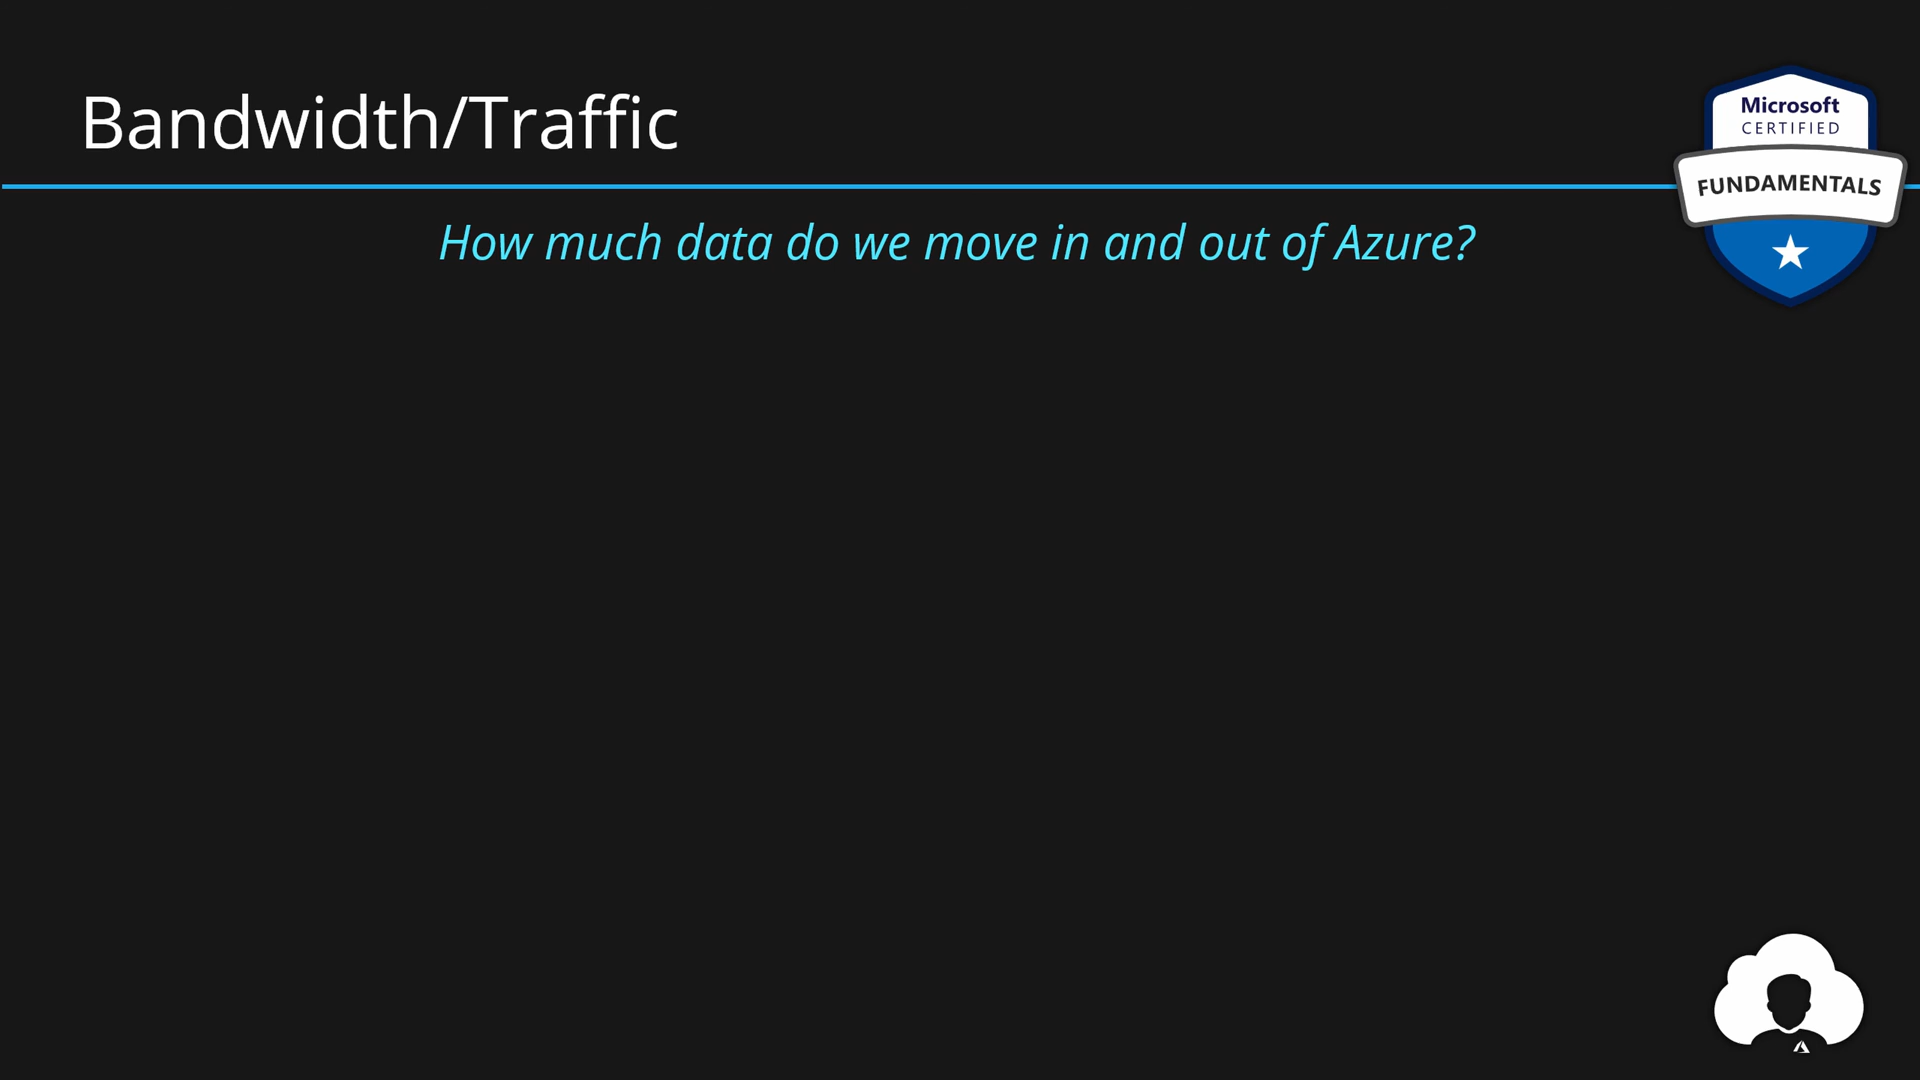 Bandwidth/Traffic
Microsoft
CERTIFIED
FUNDAMENTALS
How much data do we move in and out of Azure?